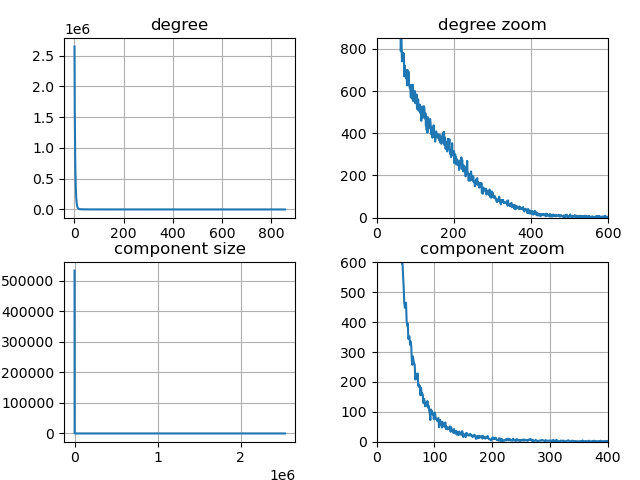 degree
1e6
2.5
2.0
1.5
1.0
0.5
0.0
0 200 400 600 800
degree zoom
800
600
400
200
0
0 200 400 600
component size
500000
400000
300000
200000
100000
0
0 1 2
1e6
component zoom
600
500
400
300
200
100
0
0 100 200 300 400